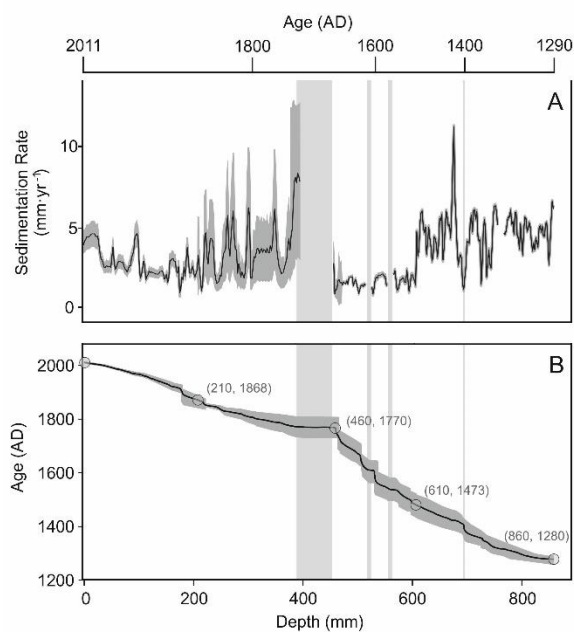 Age (AD)
2011 1800 1600 1400 1290
A
10
5
0
Sedimentation Rate
(mm·yr⁻¹)
B
2000
1800
1600
1400
1200
Age (AD)
(210, 1868)
(460, 1770)
(610, 1473)
(860, 1280)
0 200 400 600 800
Depth (mm)